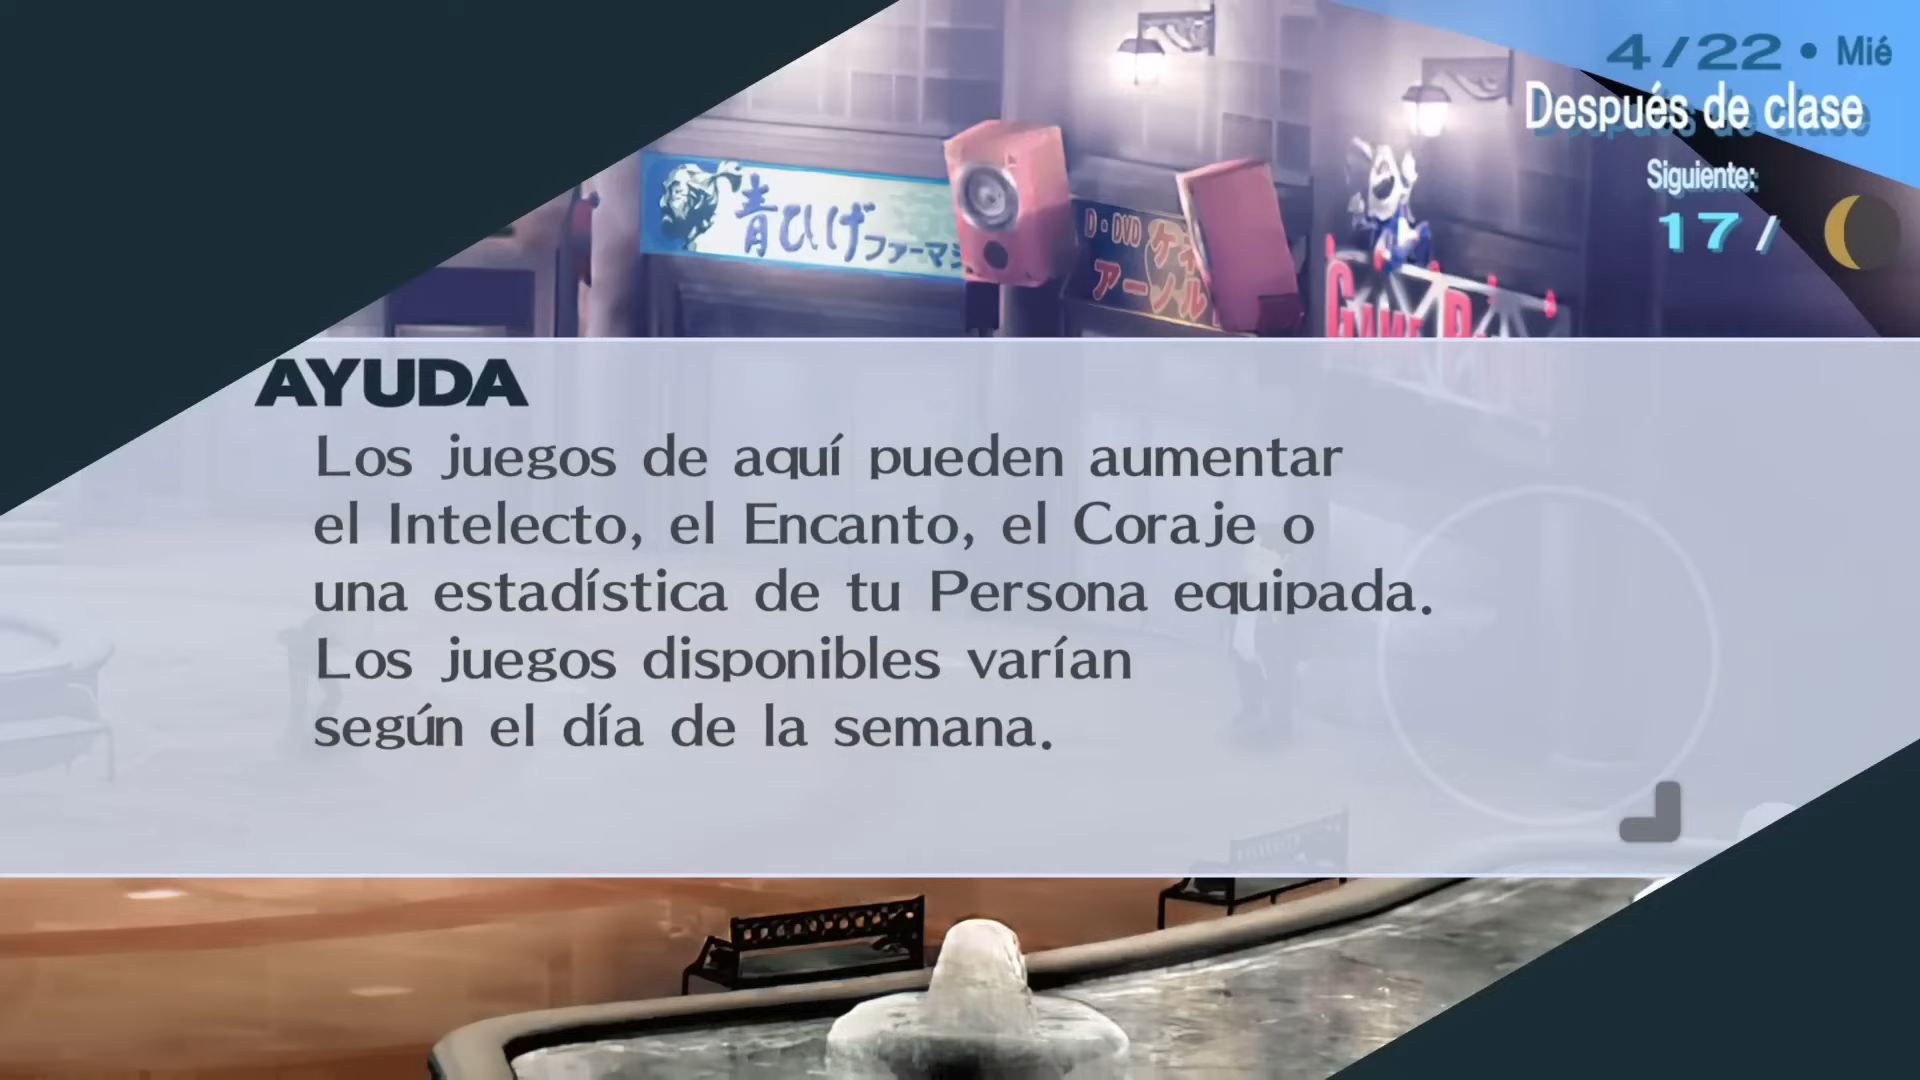 4/22 • Mié
Después de clase
Siguiente:
17/
青ひげファーマシ
D・DVD
アーノル
GAME PA
AYUDA
Los juegos de aquí pueden aumentar
el Intelecto, el Encanto, el Coraje o
una estadística de tu Persona equipada.
Los juegos disponibles varían
según el día de la semana.